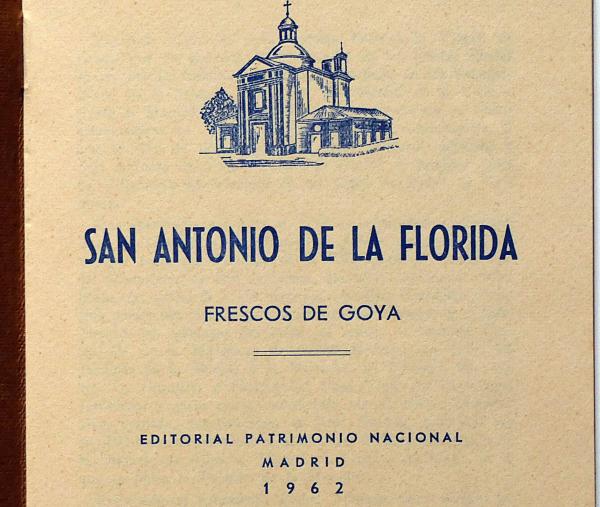 SAN ANTONIO DE LA FLORIDA
FRESCOS DE GOYA
EDITORIAL PATRIMONIO NACIONAL
MADRID
1962